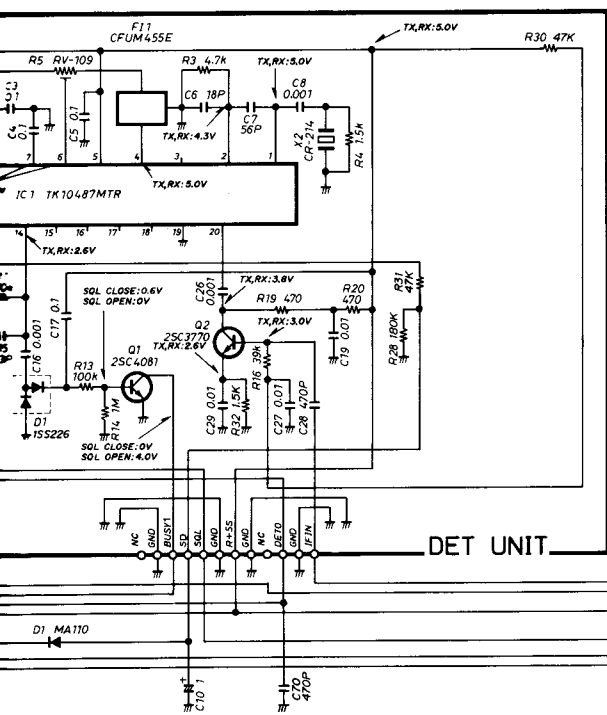 FI1
CFUM455E
TX,RX:5.0V
R30 47K
R5 RV-109
R3 4.7k
TX,RX:5.0V
C3
0.1
C4
0.1
C5 0.1
C6 18P
C7
56P
C8
0.001
X2
CR-214
R4 1.5k
TX,RX:4.3V
TX,RX:5.0V
7 6 5 4 3 2 1
IC1 TK10487MTR
14 15 16 17 18 19 20
TX,RX:2.6V
C17 0.1
C16 0.001
SQL CLOSE:0.6V
SQL OPEN:0V
C26
0.001
TX,RX:3.8V
R19 470
R20
470
R31
47K
Q2
2SC3770
TX,RX:3.0V
TX,RX:2.6V
C19 0.01
R28 180K
Q1
2SC4081
R13
100k
R16 39k
D1
1SS226
R14 1M
C29 0.01
R32 1.5K
C27 0.01
C28 470P
SQL CLOSE:0V
SQL OPEN:4.0V
NC
GND
BUSY1
SD
SQL
GND
R+5S
GND
NC
DETO
GND
IFIN
DET UNIT
D1 MA110
+
C10 1
C70
470P